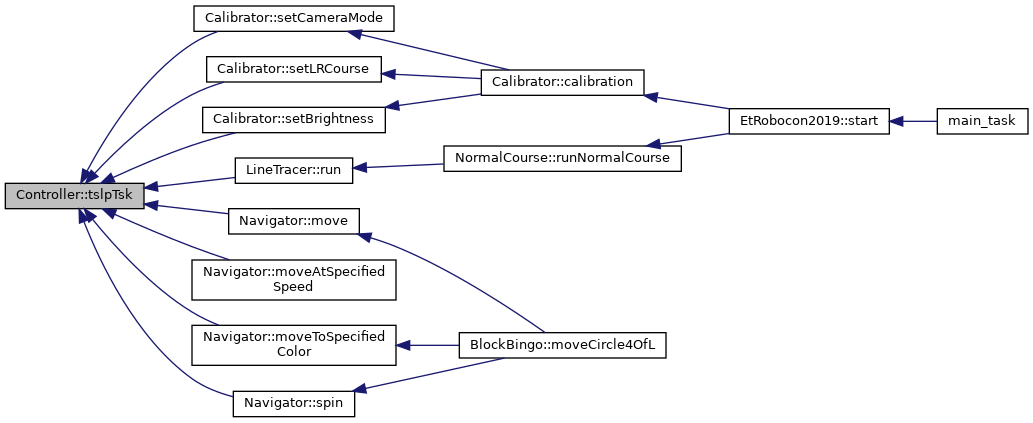 Calibrator::setCameraMode
Calibrator::setLRCourse
Calibrator::calibration
Calibrator::setBrightness
EtRobocon2019::start
main_task
NormalCourse::runNormalCourse
LineTracer::run
Controller::tslpTsk
Navigator::move
Navigator::moveAtSpecified
Speed
Navigator::moveToSpecified
Color
BlockBingo::moveCircle4OfL
Navigator::spin